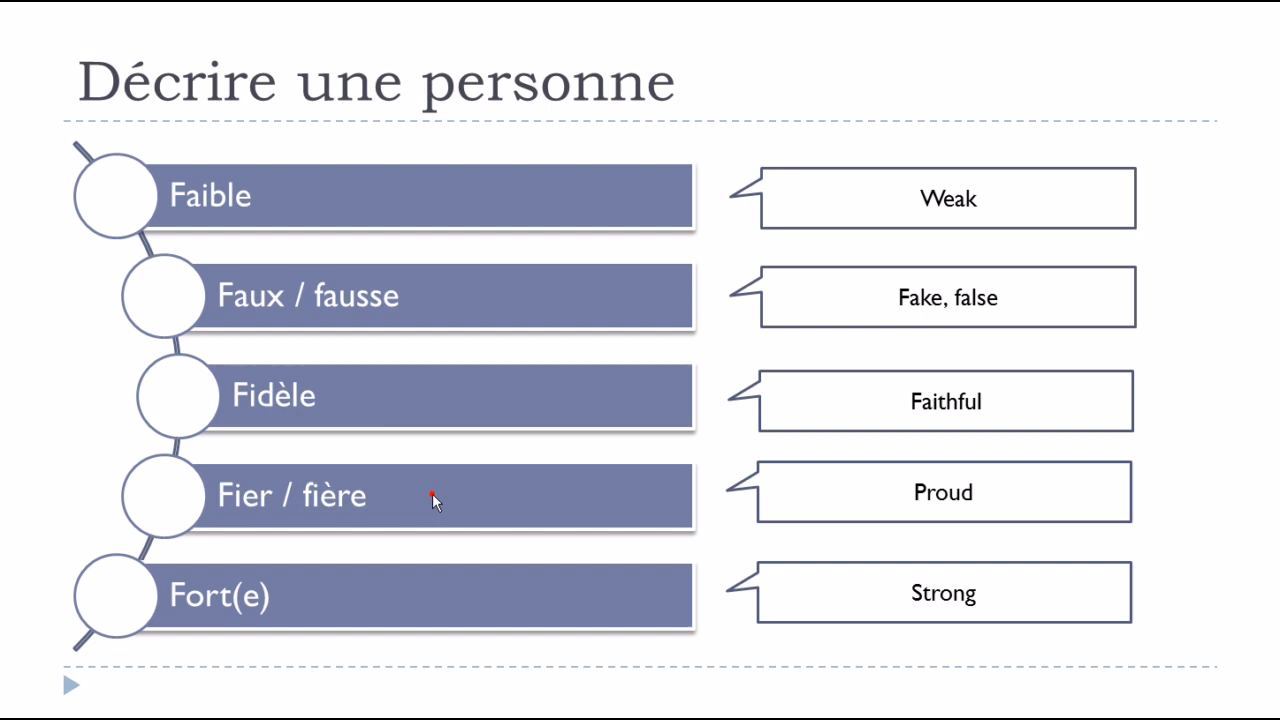 Décrire une personne
Faible
Weak
Faux / fausse
Fake, false
Fidèle
Faithful
Fier / fière
Proud
Fort(e)
Strong